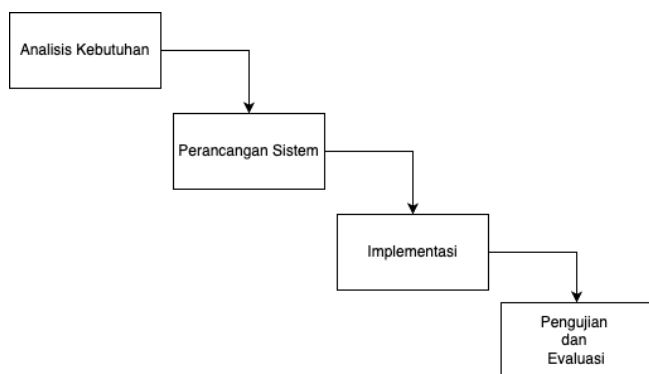 Analisis Kebutuhan
Perancangan Sistem
Implementasi
Pengujian
dan
Evaluasi